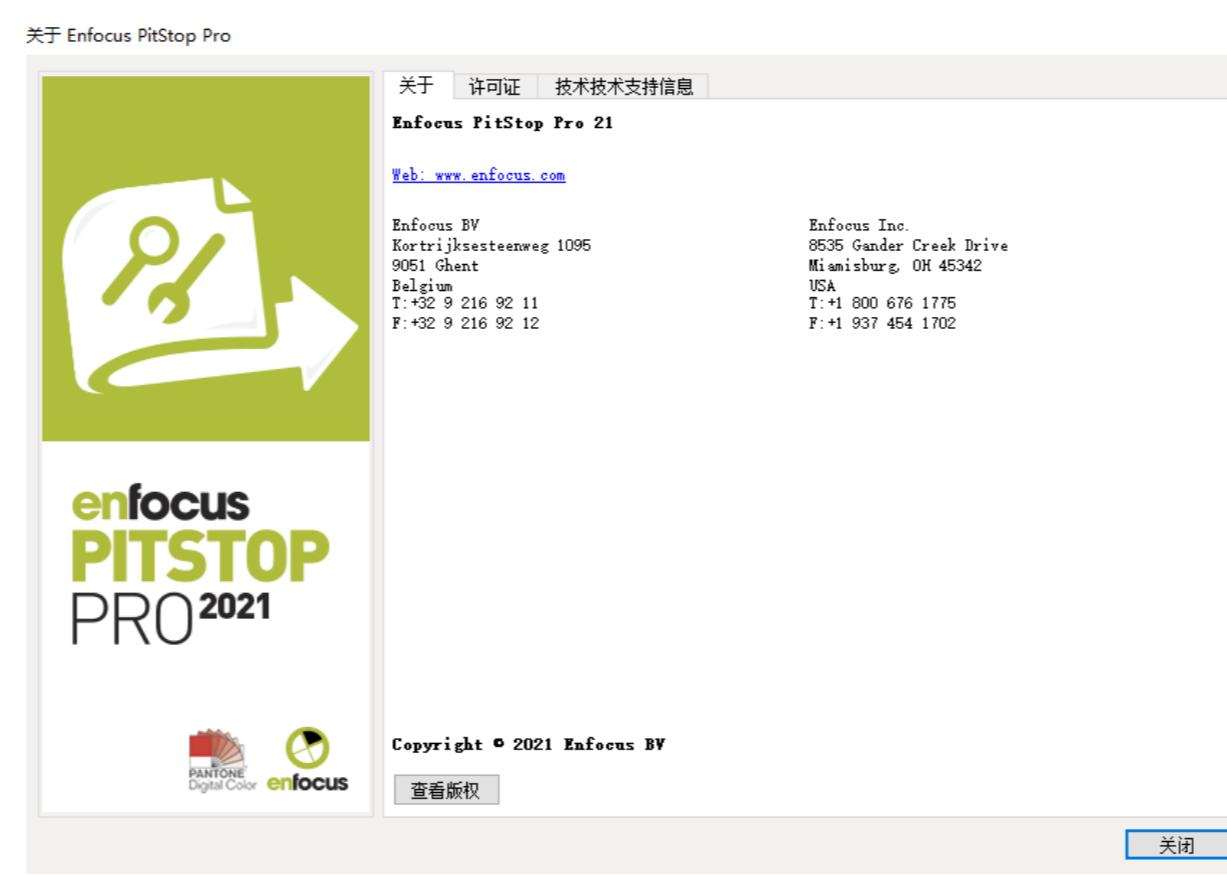 关于 Enfocus PitStop Pro
关于 许可证 技术技术支持信息
Enfocus PitStop Pro 21
Web: www.enfocus.com
Enfocus BV
Kortrijksesteenweg 1095
9051 Ghent
Belgium
T:+32 9 216 92 11
F:+32 9 216 92 12
Enfocus Inc.
8535 Gander Creek Drive
Miamisburg, OH 45342
USA
T:+1 800 676 1775
F:+1 937 454 1702
enfocus
PITSTOP
PRO 2021
PANTONE
Digital Color
enfocus
Copyright © 2021 Enfocus BV
查看版权
关闭